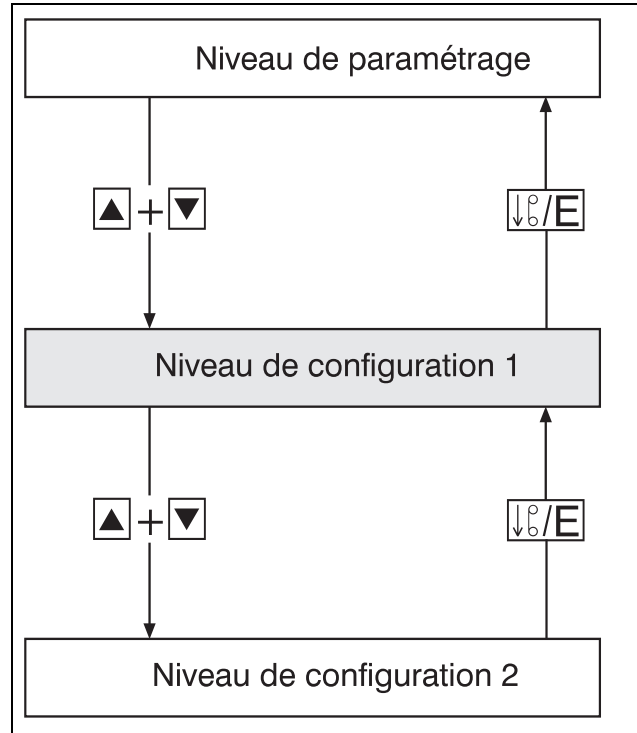 Niveau de paramétrage
▲ + ▼
↓/E
Niveau de configuration 1
▲ + ▼
↓/E
Niveau de configuration 2